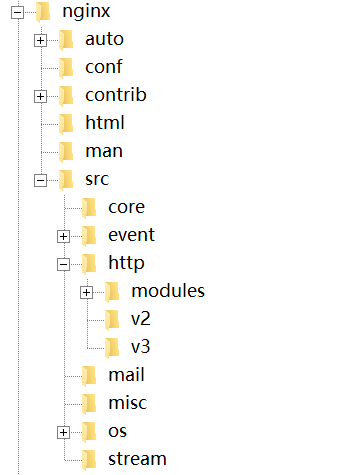 nginx
auto
conf
contrib
html
man
src
core
event
http
modules
v2
v3
mail
misc
os
stream